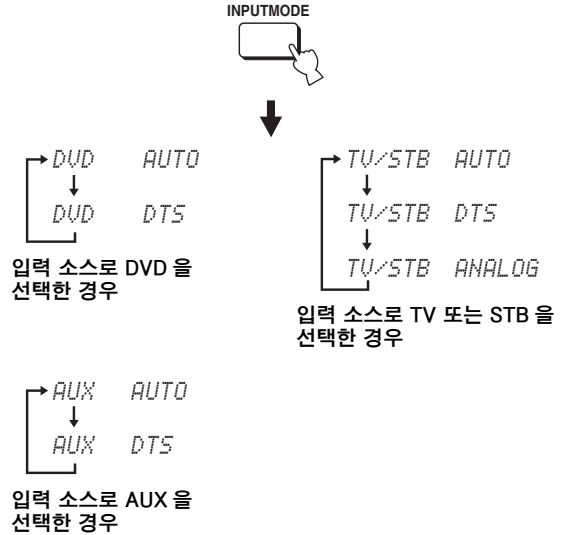 INPUTMODE
DVD AUTO
DVD DTS
입력 소스로 DVD 을
선택한 경우
TV/STB AUTO
TV/STB DTS
TV/STB ANALOG
입력 소스로 TV 또는 STB 을
선택한 경우
AUX AUTO
AUX DTS
입력 소스로 AUX 을
선택한 경우